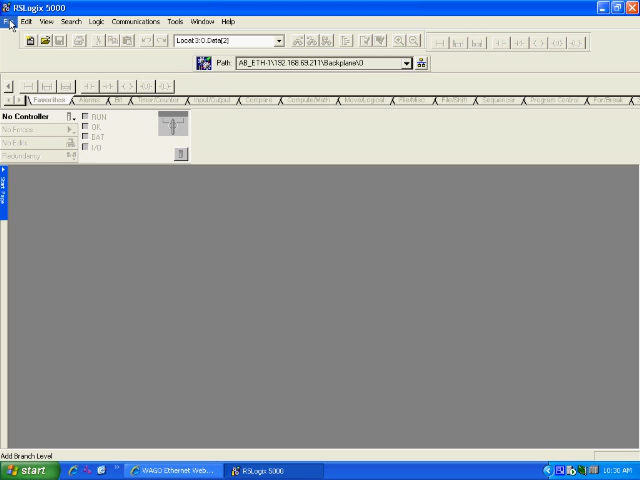 RSLogix 5000
File Edit View Search Logic Communications Tools Window Help
Local:3:O.Data[2]
Path: AB_ETH-1\192.168.69.211\Backplane\0
Favorites Alarms Bit Timer/Counter Input/Output Compare Compute/Math Move/Logical File/Misc. File/Shift Sequencer Program Control For/Break
No Controller RUN
No Forces OK
No Edits BAT
Redundancy I/O
Start Page
Add Branch Level
start WAGO Ethernet Web... RSLogix 5000 10:38 AM